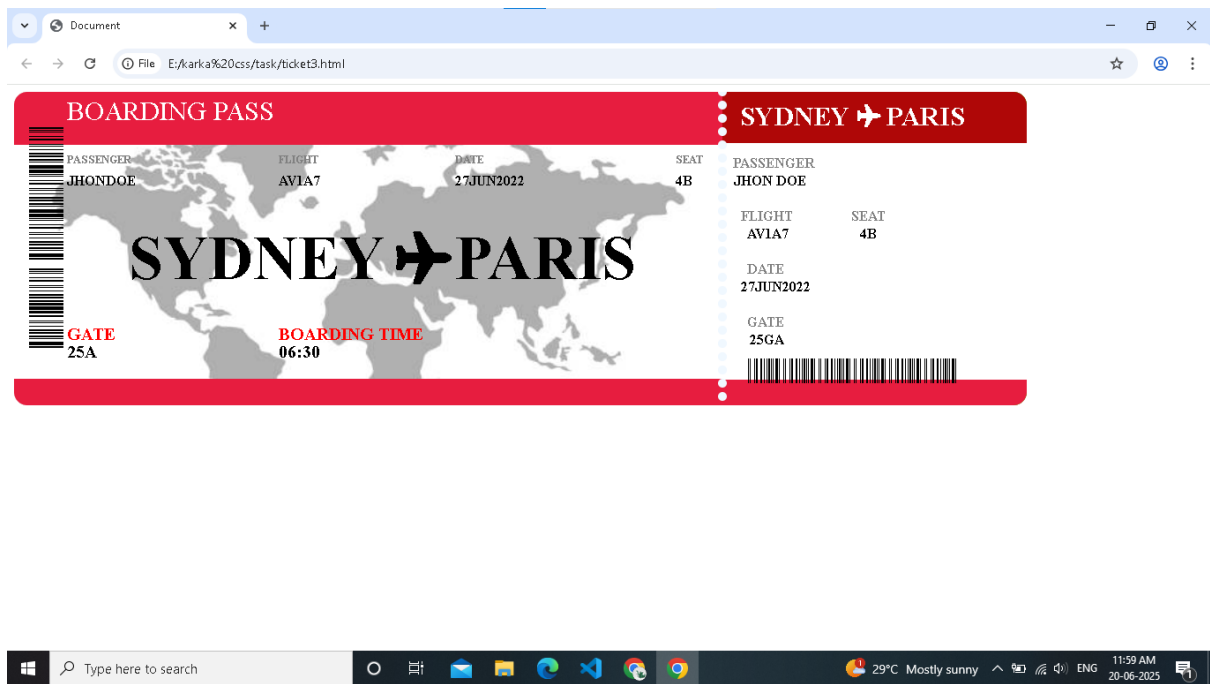 Document
File E:/karka%20css/task/ticket3.html
BOARDING PASS
PASSENGER FLIGHT DATE SEAT
JHONDOE AV1A7 27JUN2022 4B
SYDNEY PARIS
GATE BOARDING TIME
25A 06:30
SYDNEY PARIS
PASSENGER
JHON DOE
FLIGHT SEAT
AV1A7 4B
DATE
27JUN2022
GATE
25GA
Type here to search
29°C Mostly sunny
ENG
11:59 AM
20-06-2025
1